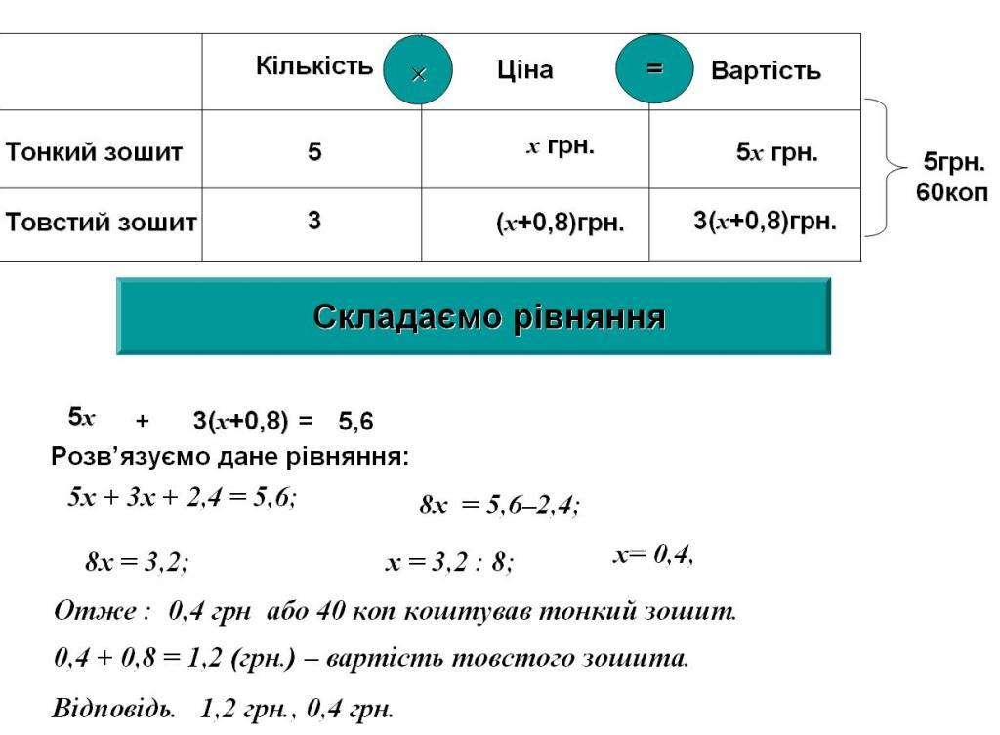 Кількість × Ціна = Вартість
Тонкий зошит 5 x грн. 5x грн.
Товстий зошит 3 (x+0,8)грн. 3(x+0,8)грн.
5грн.
60коп
Складаємо рівняння
5x + 3(x+0,8) = 5,6
Розв’язуємо дане рівняння:
5x + 3x + 2,4 = 5,6; 8x = 5,6–2,4;
8x = 3,2; x = 3,2 : 8; x= 0,4,
Отже : 0,4 грн або 40 коп коштував тонкий зошит.
0,4 + 0,8 = 1,2 (грн.) – вартість товстого зошита.
Відповідь. 1,2 грн., 0,4 грн.